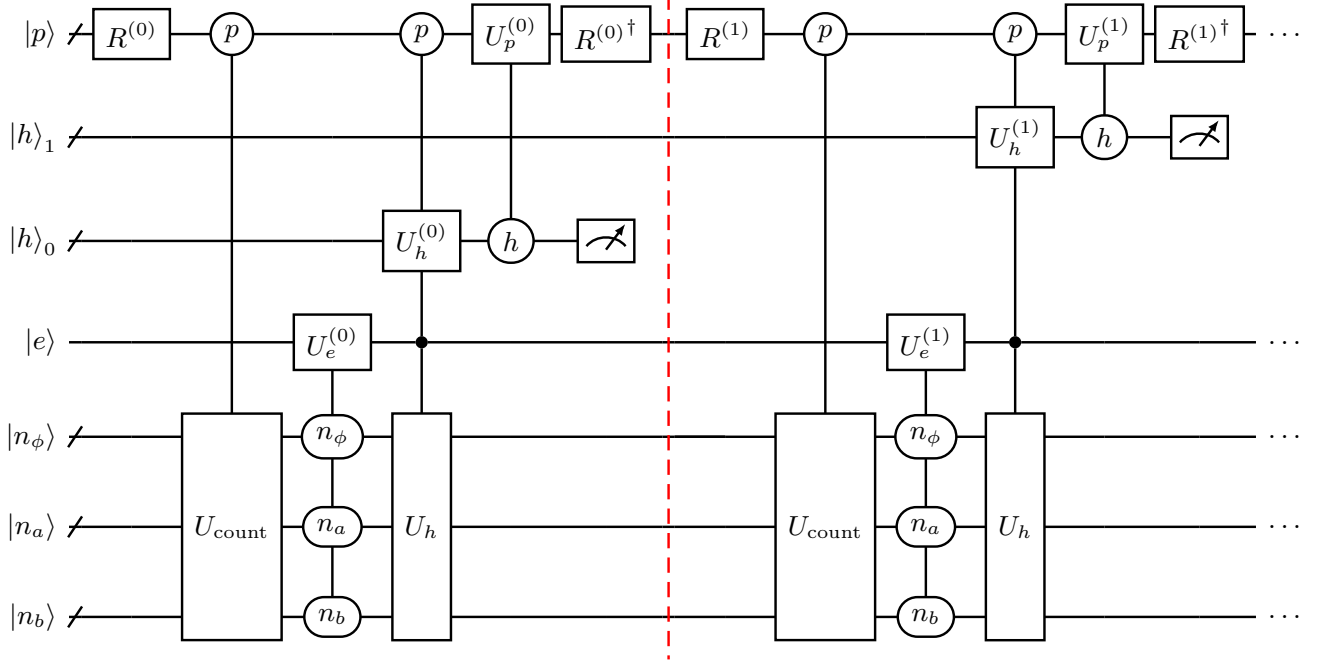 |p⟩ R^(0) p p U_p^(0) R^(0)† R^(1) p p U_p^(1) R^(1)† ···
|h⟩_1 U_h^(1) h
|h⟩_0 U_h^(0) h
|e⟩ U_e^(0) U_e^(1) ···
|n_ϕ⟩ n_ϕ n_ϕ ···
|n_a⟩ U_count n_a U_h U_count n_a U_h ···
|n_b⟩ n_b n_b ···